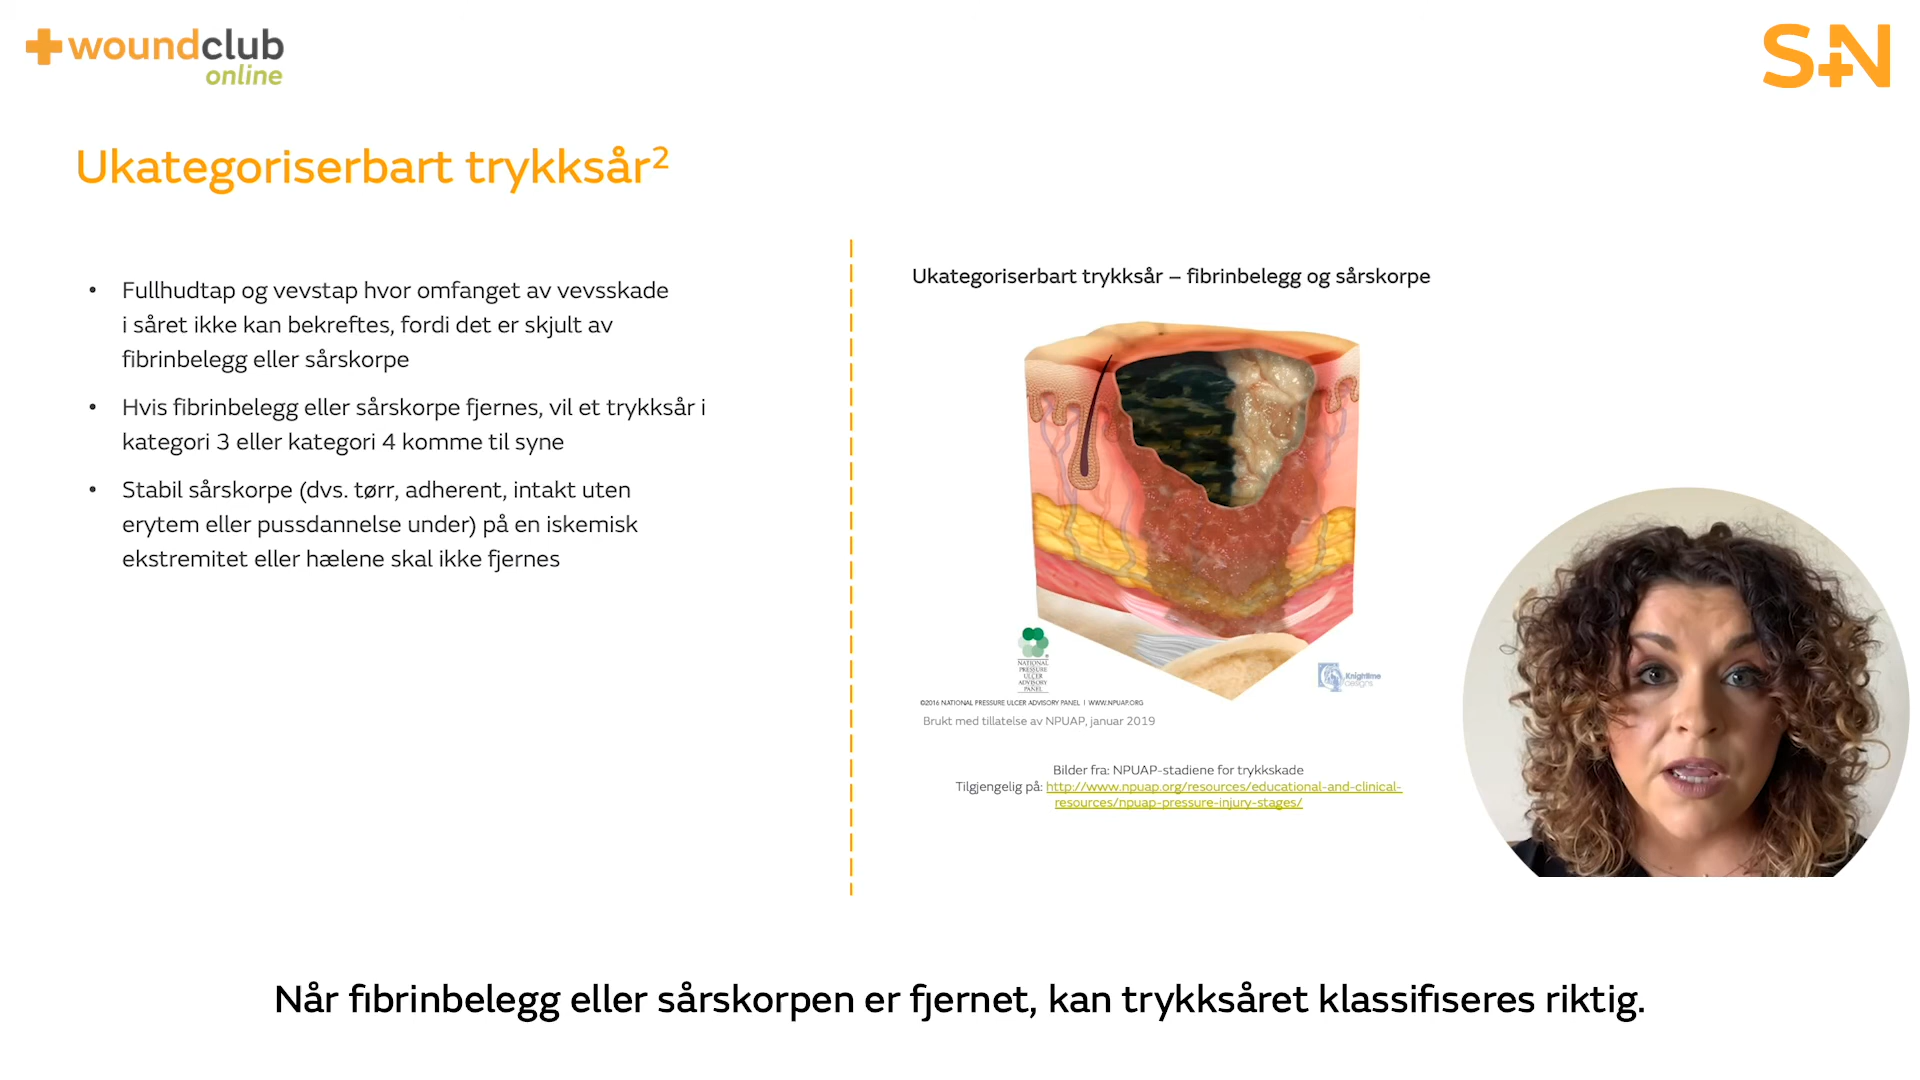 woundclub
online
S+N
Ukategoriserbart trykksår²
• Fullhudtap og vevstap hvor omfanget av vevsskade
i såret ikke kan bekreftes, fordi det er skjult av
fibrinbelegg eller sårskorpe
• Hvis fibrinbelegg eller sårskorpe fjernes, vil et trykksår i
kategori 3 eller kategori 4 komme til syne
• Stabil sårskorpe (dvs. tørr, adherent, intakt uten
erytem eller pussdannelse under) på en iskemisk
ekstremitet eller hælene skal ikke fjernes
Ukategoriserbart trykksår – fibrinbelegg og sårskorpe
NATIONAL
PRESSURE
ULCER
ADVISORY
PANEL
Knightime
designs
©2016 NATIONAL PRESSURE ULCER ADVISORY PANEL | WWW.NPUAP.ORG
Brukt med tillatelse av NPUAP, januar 2019
Bilder fra: NPUAP-stadiene for trykkskade
Tilgjengelig på: http://www.npuap.org/resources/educational-and-clinical-
resources/npuap-pressure-injury-stages/
Når fibrinbelegg eller sårskorpen er fjernet, kan trykksåret klassifiseres riktig.